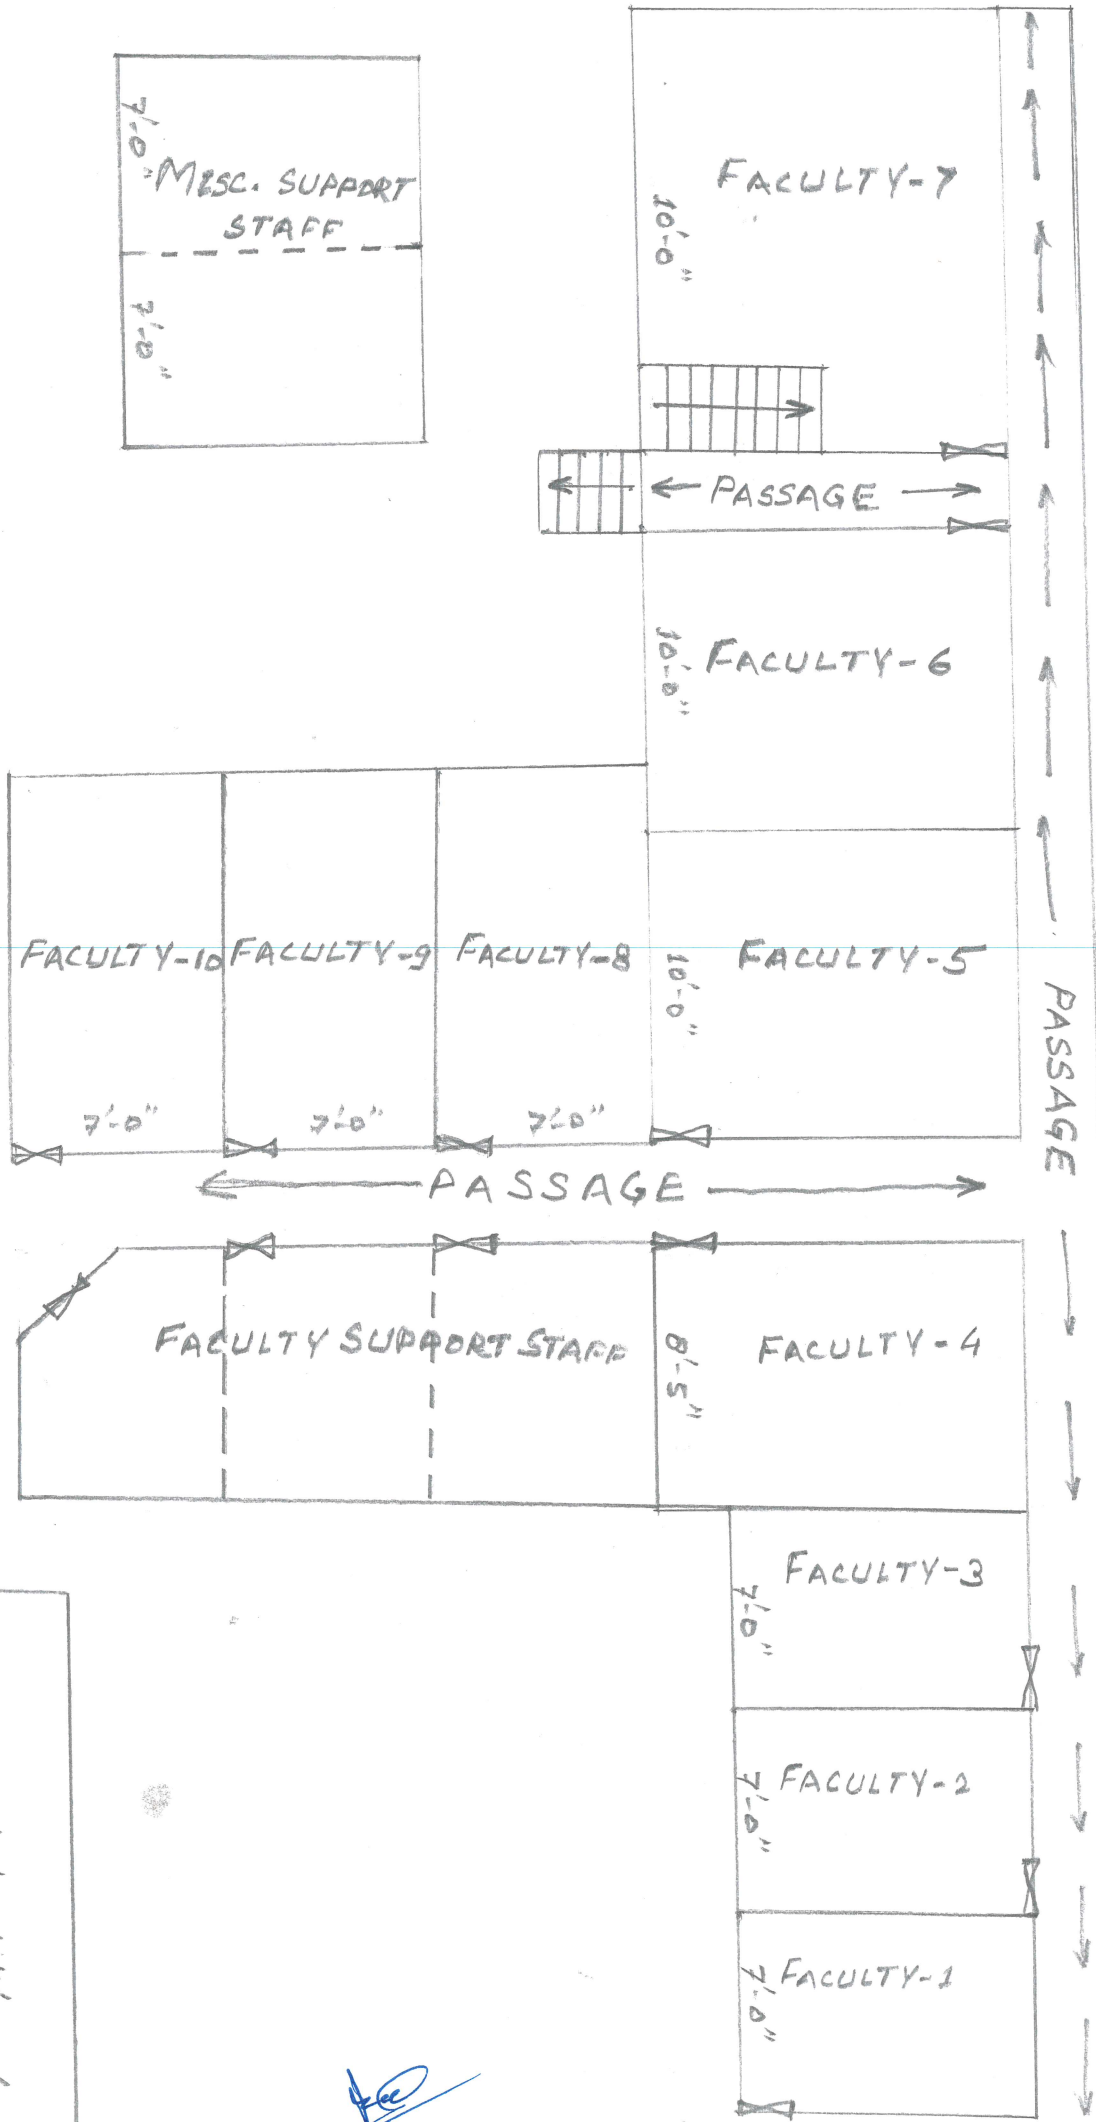 7'-0"
MISC. SUPPORT
STAFF
7'-0"
FACULTY-7
10'-0"
PASSAGE
10'-0"
FACULTY-6
FACULTY-10
FACULTY-9
FACULTY-8
10'-0"
FACULTY-5
7'-0"
7'-0"
7'-0"
PASSAGE
PASSAGE
FACULTY SUPPORT STAFF
8'-5"
FACULTY-4
FACULTY-3
7'-0"
FACULTY-2
7'-0"
FACULTY-1
7'-0"